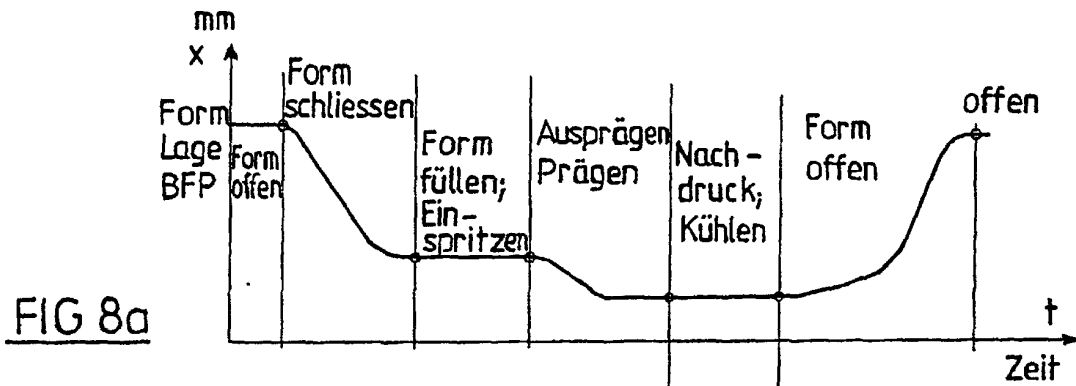 mm
x
Form
Lage
BFP
Form
offen
Form
schliessen
Form
füllen;
Ein-
spritzen
Ausprägen
Prägen
Nach-
druck;
Kühlen
Form
offen
offen
t
Zeit
FIG 8a